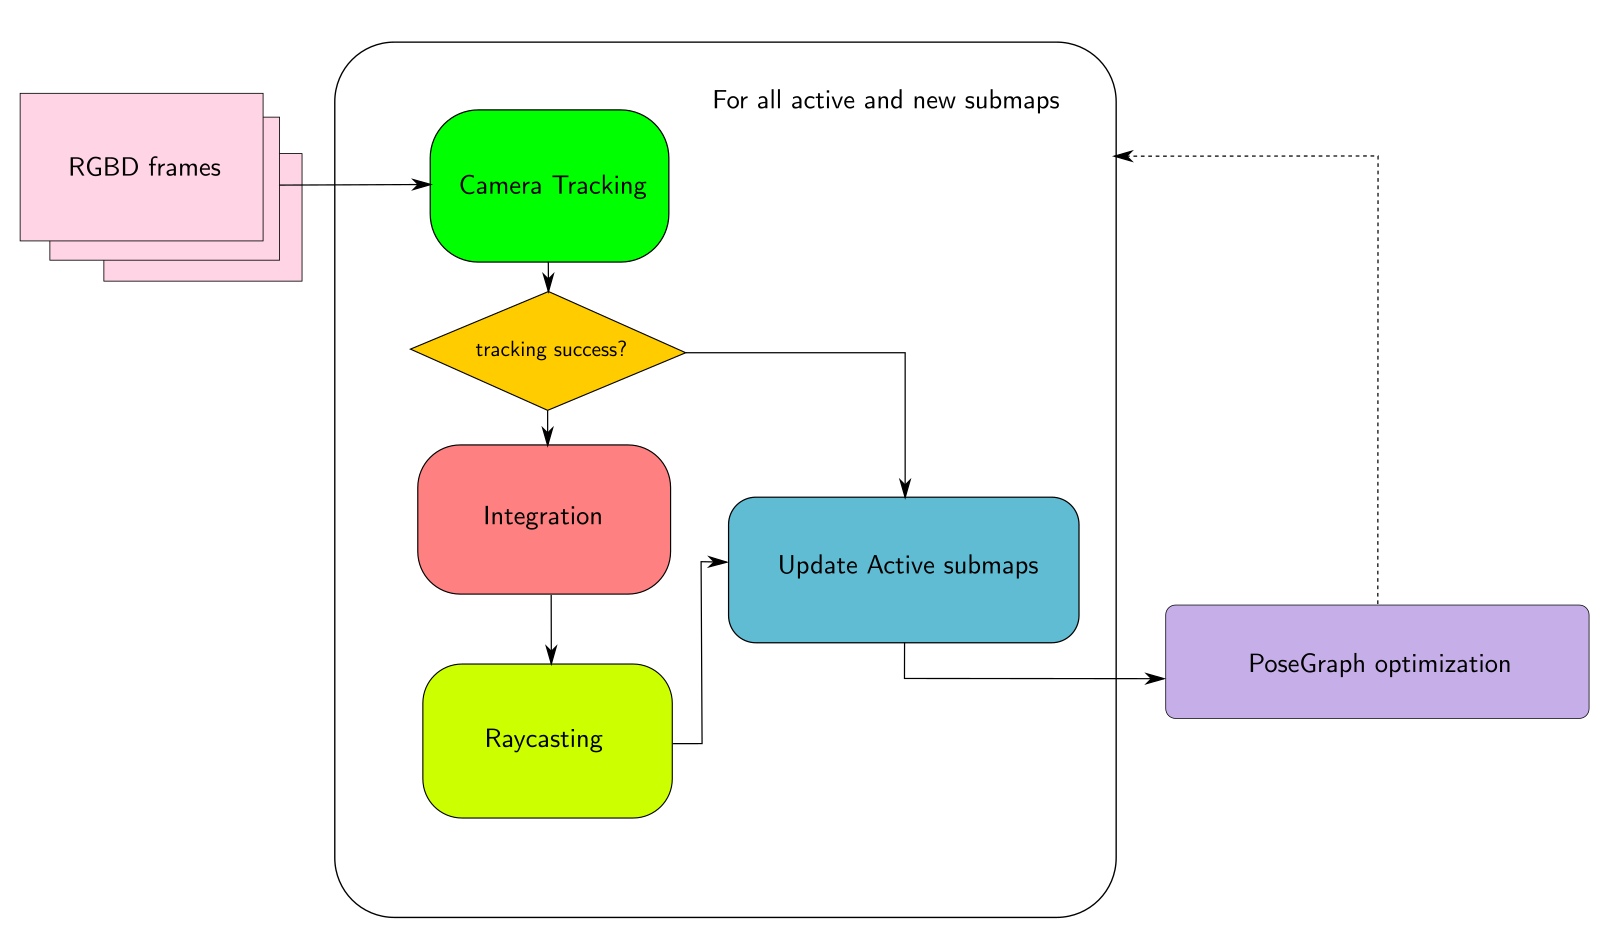 For all active and new submaps
RGBD frames
Camera Tracking
tracking success?
Integration
Update Active submaps
PoseGraph optimization
Raycasting